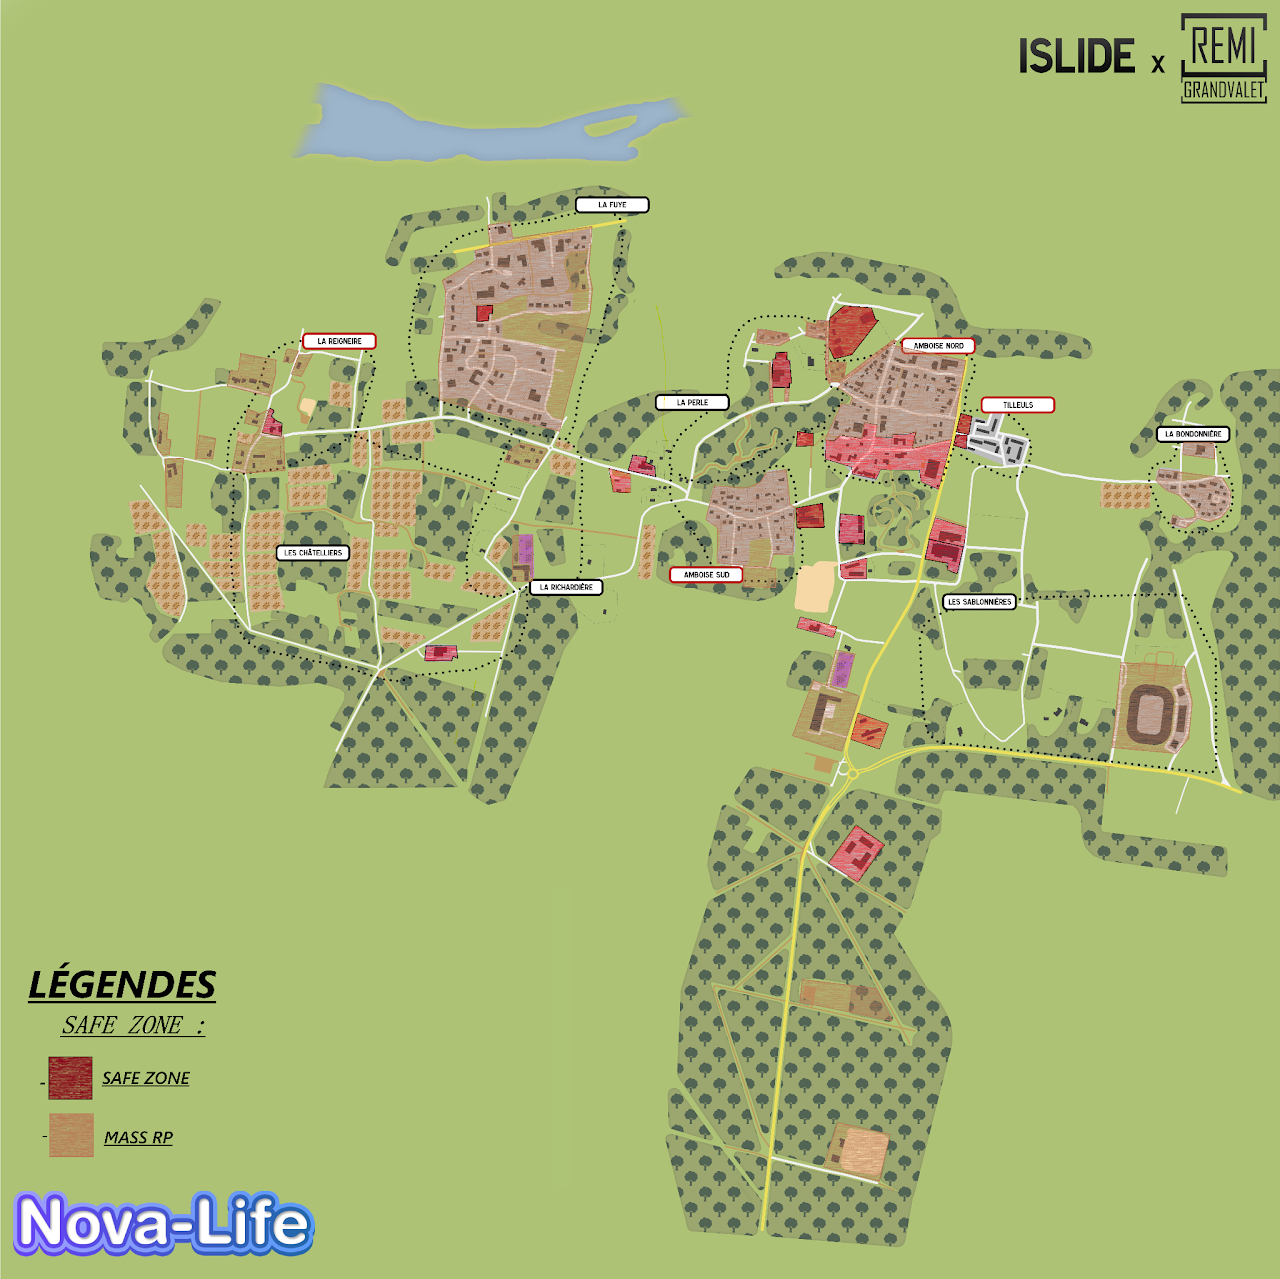 ISLIDE x REMI
GRANDVALET
LA FUYE
LA REIGNEIRE
AMBOISE NORD
LA PERLE
TILLEULS
LA BONDONNIÈRE
LES CHÂTELLIERS
AMBOISE SUD
LA RICHARDIÈRE
LES SABLONNIÈRES
LÉGENDES
SAFE ZONE :
- SAFE ZONE
- MASS RP
Nova-Life